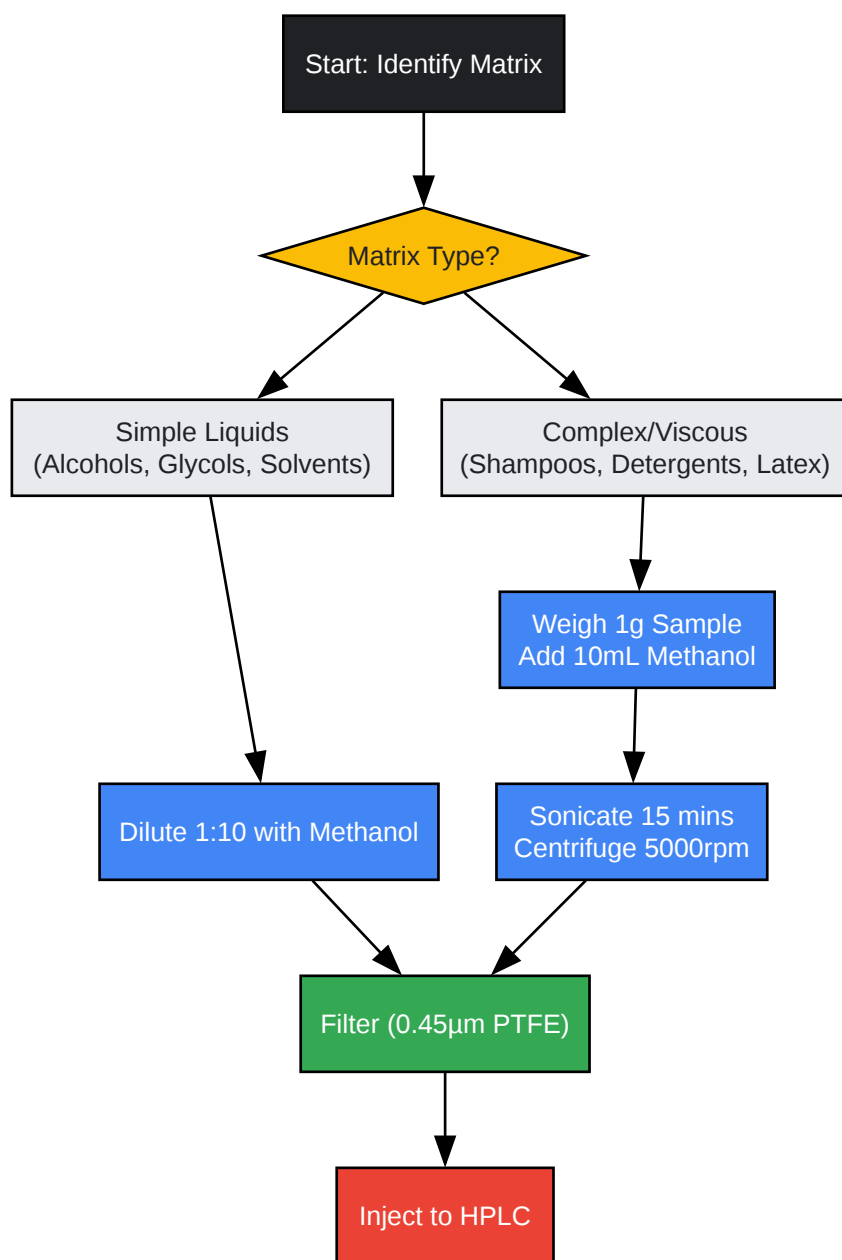 Start: Identify Matrix
Matrix Type?
Simple Liquids
(Alcohols, Glycols, Solvents)
Complex/Viscous
(Shampoos, Detergents, Latex)
Weigh 1g Sample
Add 10mL Methanol
Dilute 1:10 with Methanol
Sonicate 15 mins
Centrifuge 5000rpm
Filter (0.45µm PTFE)
Inject to HPLC